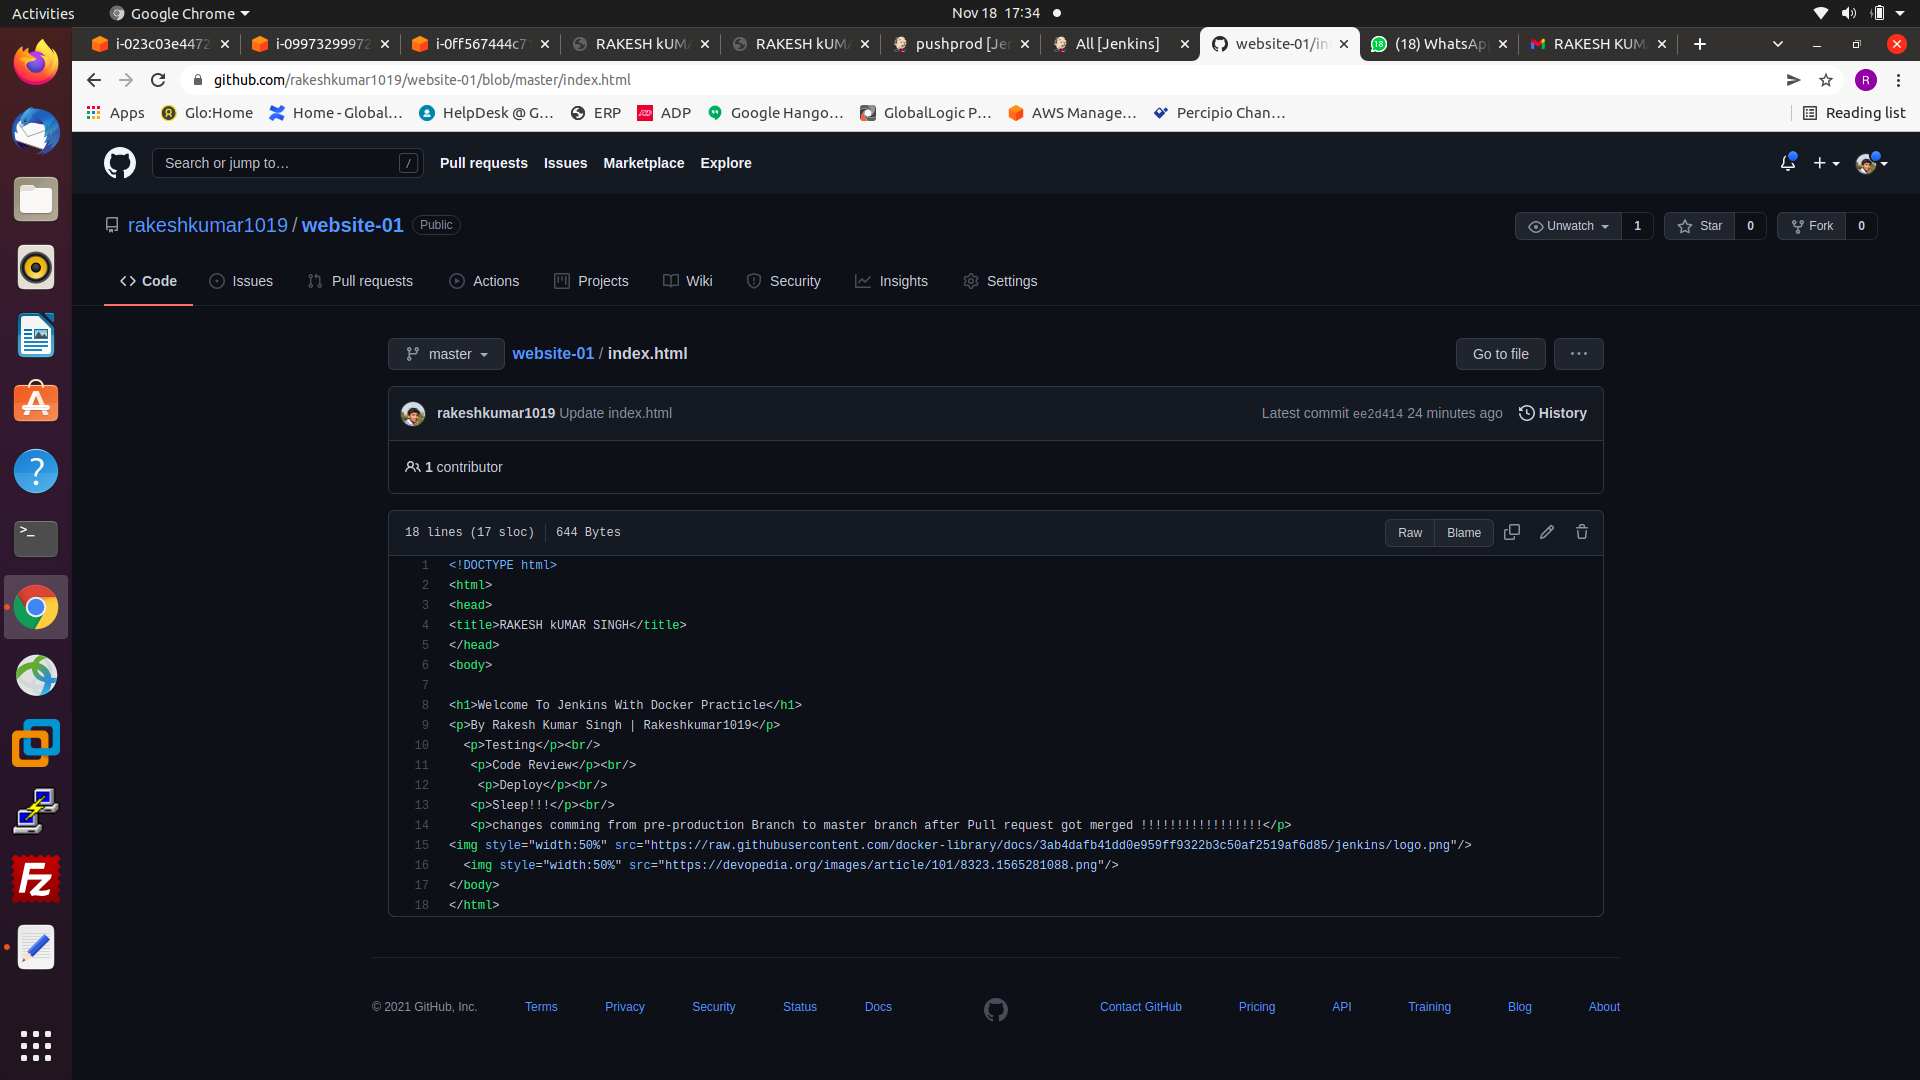 Activities
Google Chrome
Nov 18 17:34
i-023c03e4472
i-09973299972
i-0ff567444c7
RAKESH kUMA
RAKESH kUMA
pushprod [Jen
All [Jenkins]
website-01/in
(18) WhatsApp
RAKESH KUM
github.com/rakeshkumar1019/website-01/blob/master/index.html
R
Apps
Glo:Home
Home - Global...
HelpDesk @ G...
ERP
ADP
Google Hango...
GlobalLogic P...
AWS Manage...
Percipio Chan...
Reading list
Search or jump to...
/
Pull requests
Issues
Marketplace
Explore
rakeshkumar1019 / website-01
Public
Unwatch
1
Star
0
Fork
0
Code
Issues
Pull requests
Actions
Projects
Wiki
Security
Insights
Settings
master
website-01 / index.html
Go to file
rakeshkumar1019 Update index.html
Latest commit ee2d414 24 minutes ago
History
1 contributor
18 lines (17 sloc)
644 Bytes
Raw
Blame
1 <!DOCTYPE html>
2 <html>
3 <head>
4 <title>RAKESH kUMAR SINGH</title>
5 </head>
6 <body>
7
8 <h1>Welcome To Jenkins With Docker Practicle</h1>
9 <p>By Rakesh Kumar Singh | Rakeshkumar1019</p>
10 <p>Testing</p><br/>
11 <p>Code Review</p><br/>
12 <p>Deploy</p><br/>
13 <p>Sleep!!!</p><br/>
14 <p>changes comming from pre-production Branch to master branch after Pull request got merged !!!!!!!!!!!!!!!!!</p>
15 <img style="width:50%" src="https://raw.githubusercontent.com/docker-library/docs/3ab4dafb41dd0e959ff9322b3c50af2519af6d85/jenkins/logo.png"/>
16 <img style="width:50%" src="https://devopedia.org/images/article/101/8323.1565281088.png"/>
17 </body>
18 </html>
© 2021 GitHub, Inc.
Terms
Privacy
Security
Status
Docs
Contact GitHub
Pricing
API
Training
Blog
About